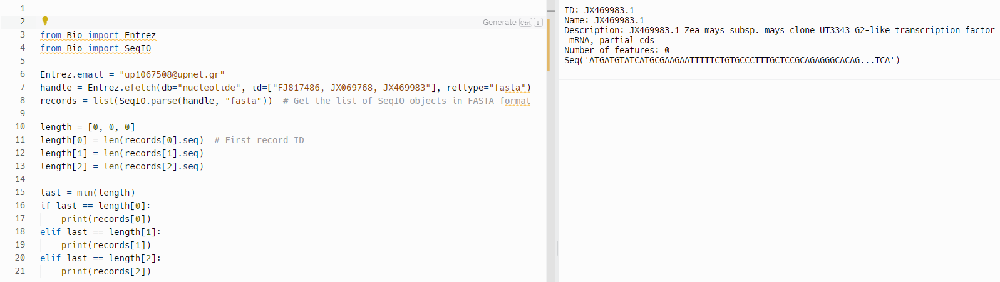 1
2 Generate Ctrl I
3 from Bio import Entrez
4 from Bio import SeqIO
5
6 Entrez.email = "up1067508@upnet.gr"
7 handle = Entrez.efetch(db="nucleotide", id=["FJ817486, JX069768, JX469983"], rettype="fasta")
8 records = list(SeqIO.parse(handle, "fasta"))  # Get the list of SeqIO objects in FASTA format
9
10 length = [0, 0, 0]
11 length[0] = len(records[0].seq)  # First record ID
12 length[1] = len(records[1].seq)
13 length[2] = len(records[2].seq)
14
15 last = min(length)
16 if last == length[0]:
17     print(records[0])
18 elif last == length[1]:
19     print(records[1])
20 elif last == length[2]:
21     print(records[2])
ID: JX469983.1
Name: JX469983.1
Description: JX469983.1 Zea mays subsp. mays clone UT3343 G2-like transcription factor
mRNA, partial cds
Number of features: 0
Seq('ATGATGTATCATGCGAAGAATTTTTCTGTGCCCTTTGCTCCGCAGAGGGCACAG...TCA')